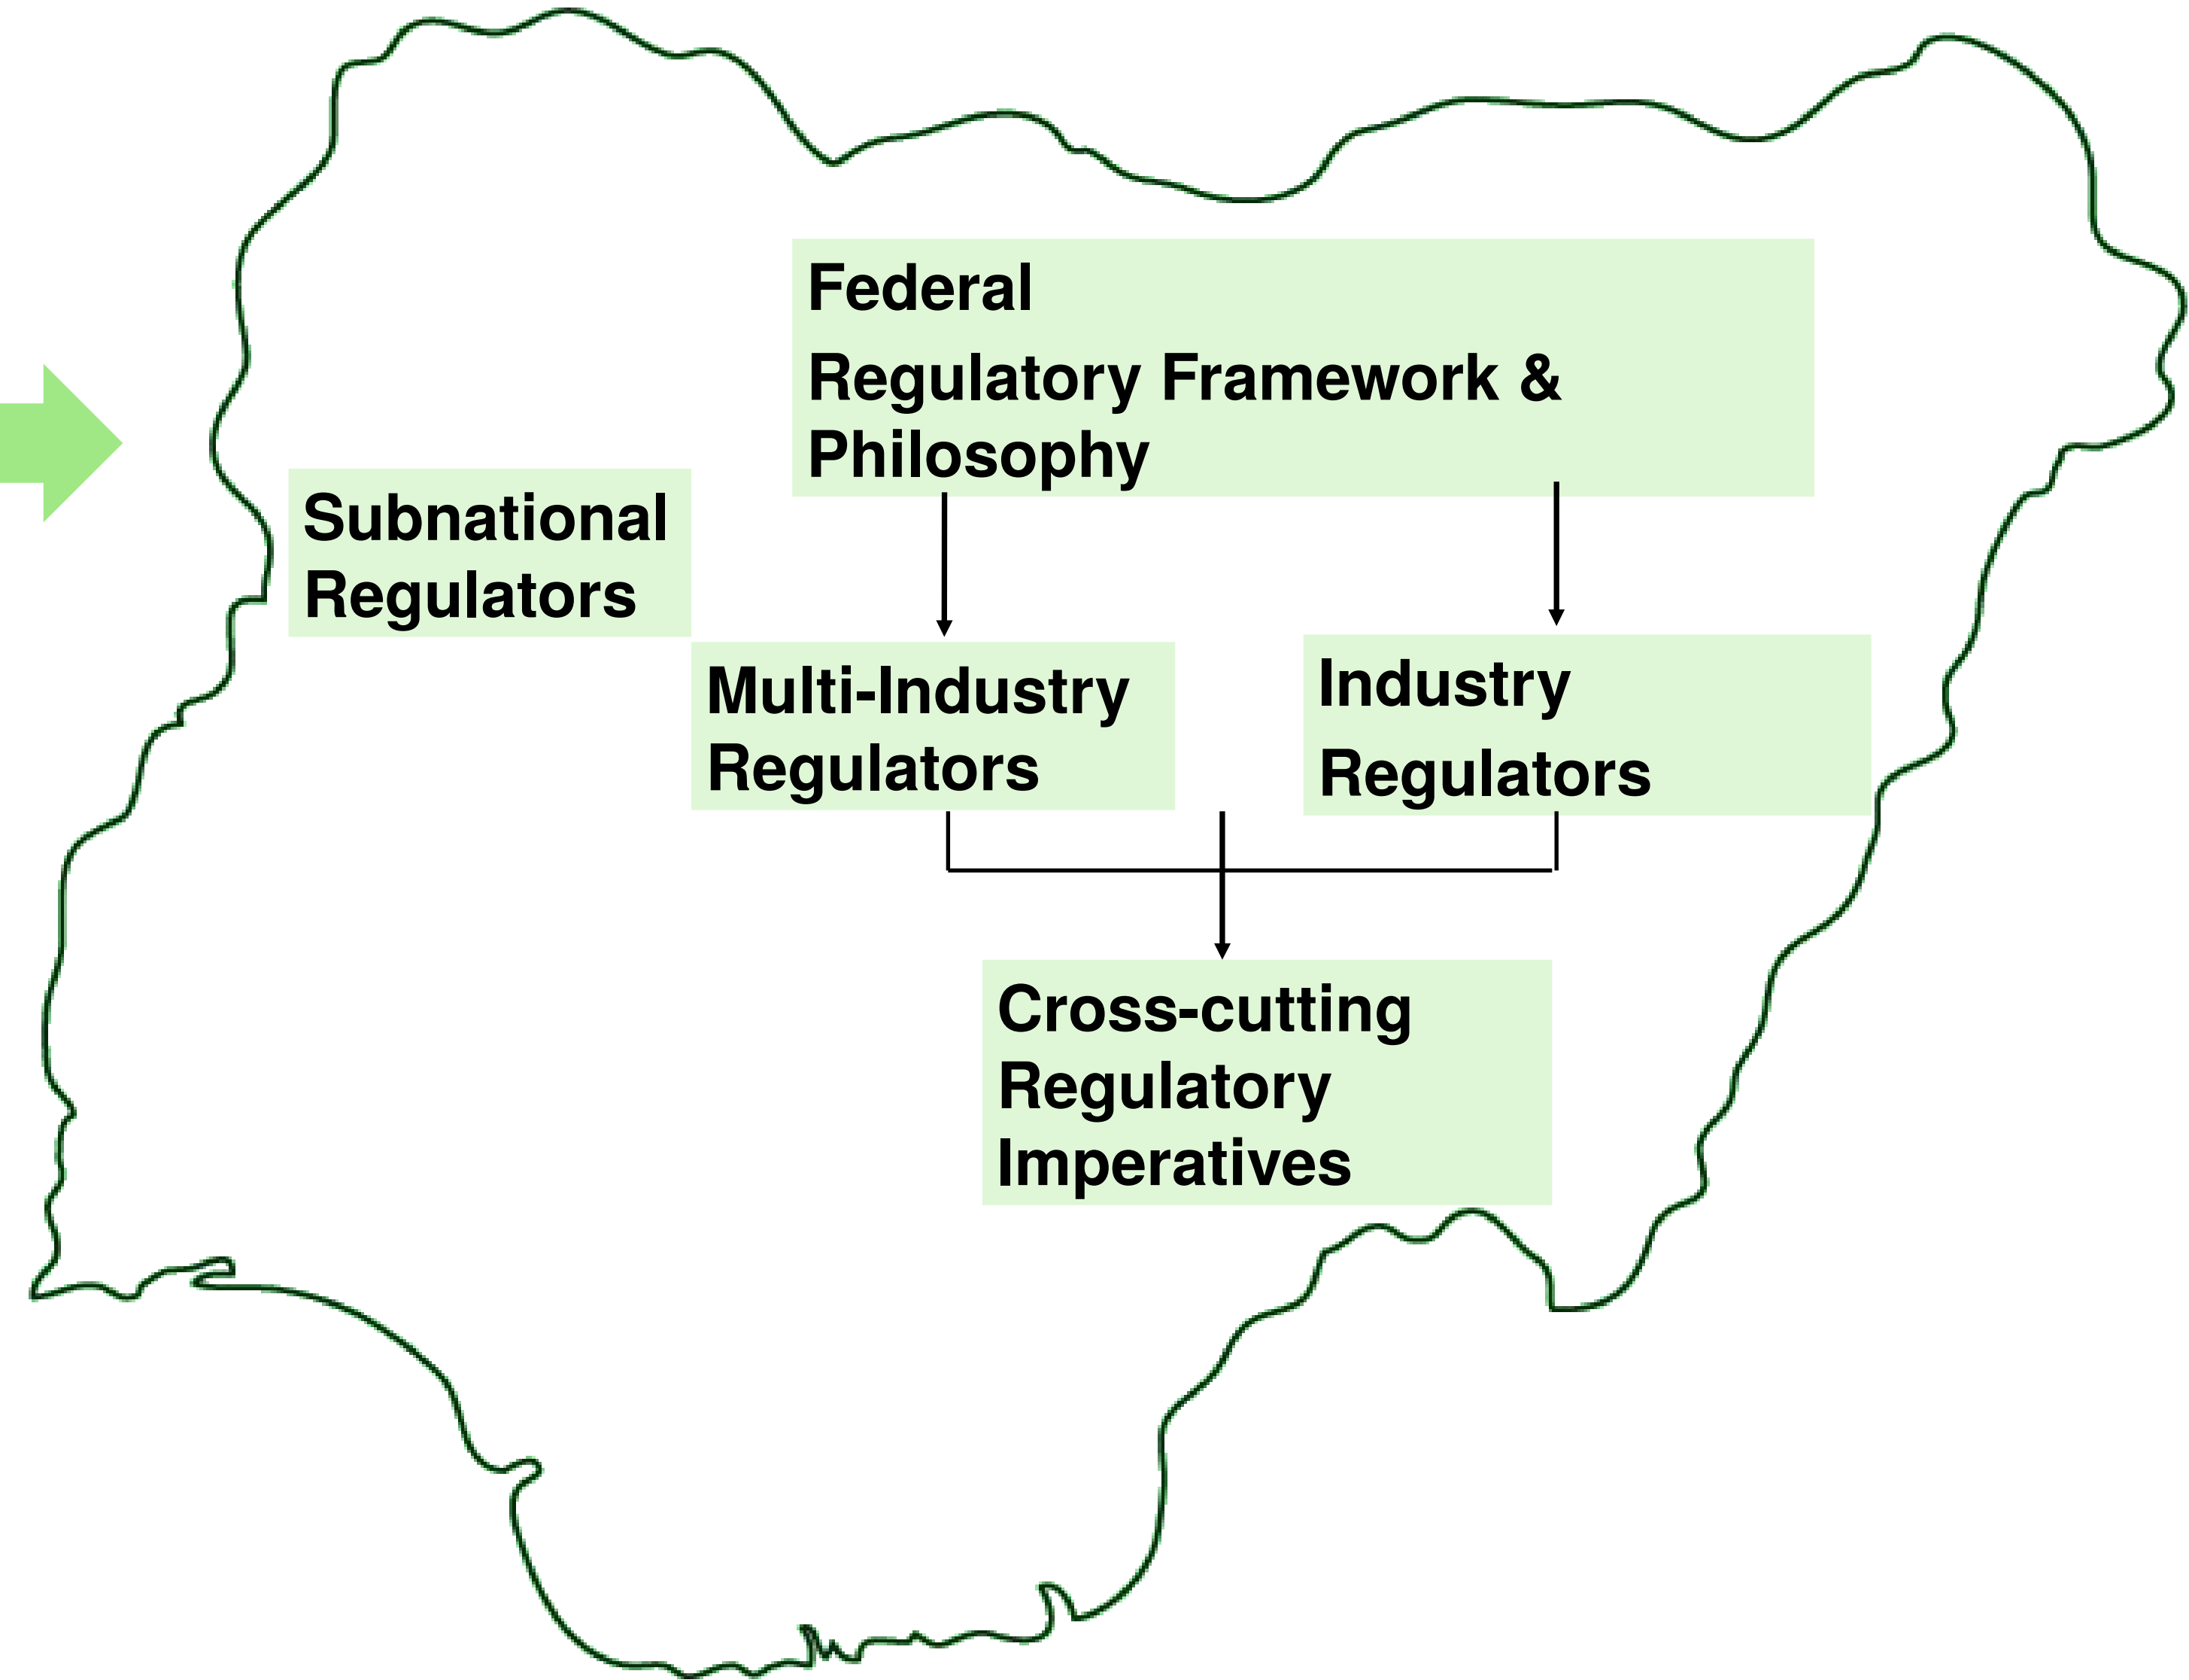 Federal
Regulatory Framework &
Philosophy
Subnational
Regulators
Multi-Industry
Regulators
Industry
Regulators
Cross-cutting
Regulatory
Imperatives